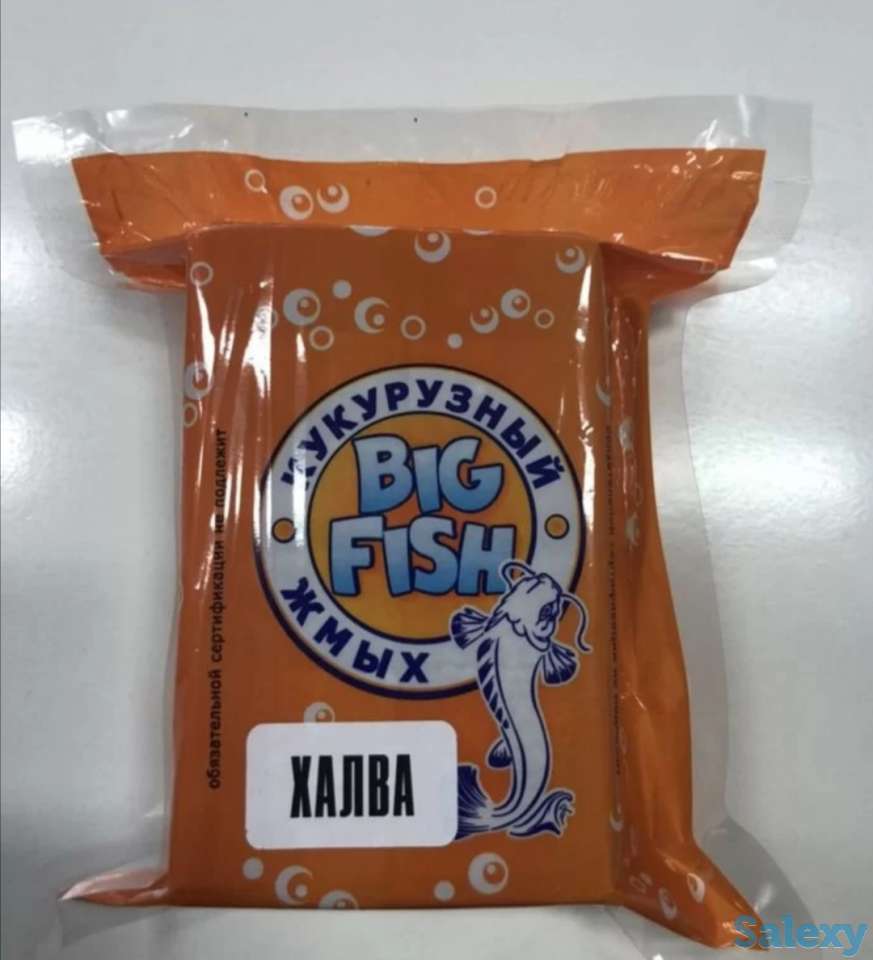 КУКУРУЗНЫЙ
BIG
FISH
ЖМЫХ
ХАЛВА
обязательной сертификации не подлежит
Salexy